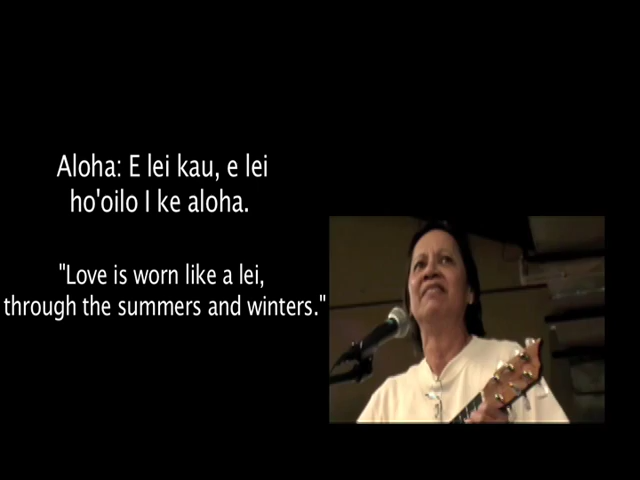 Aloha: E lei kau, e lei
ho'oilo I ke aloha.
"Love is worn like a lei,
through the summers and winters."